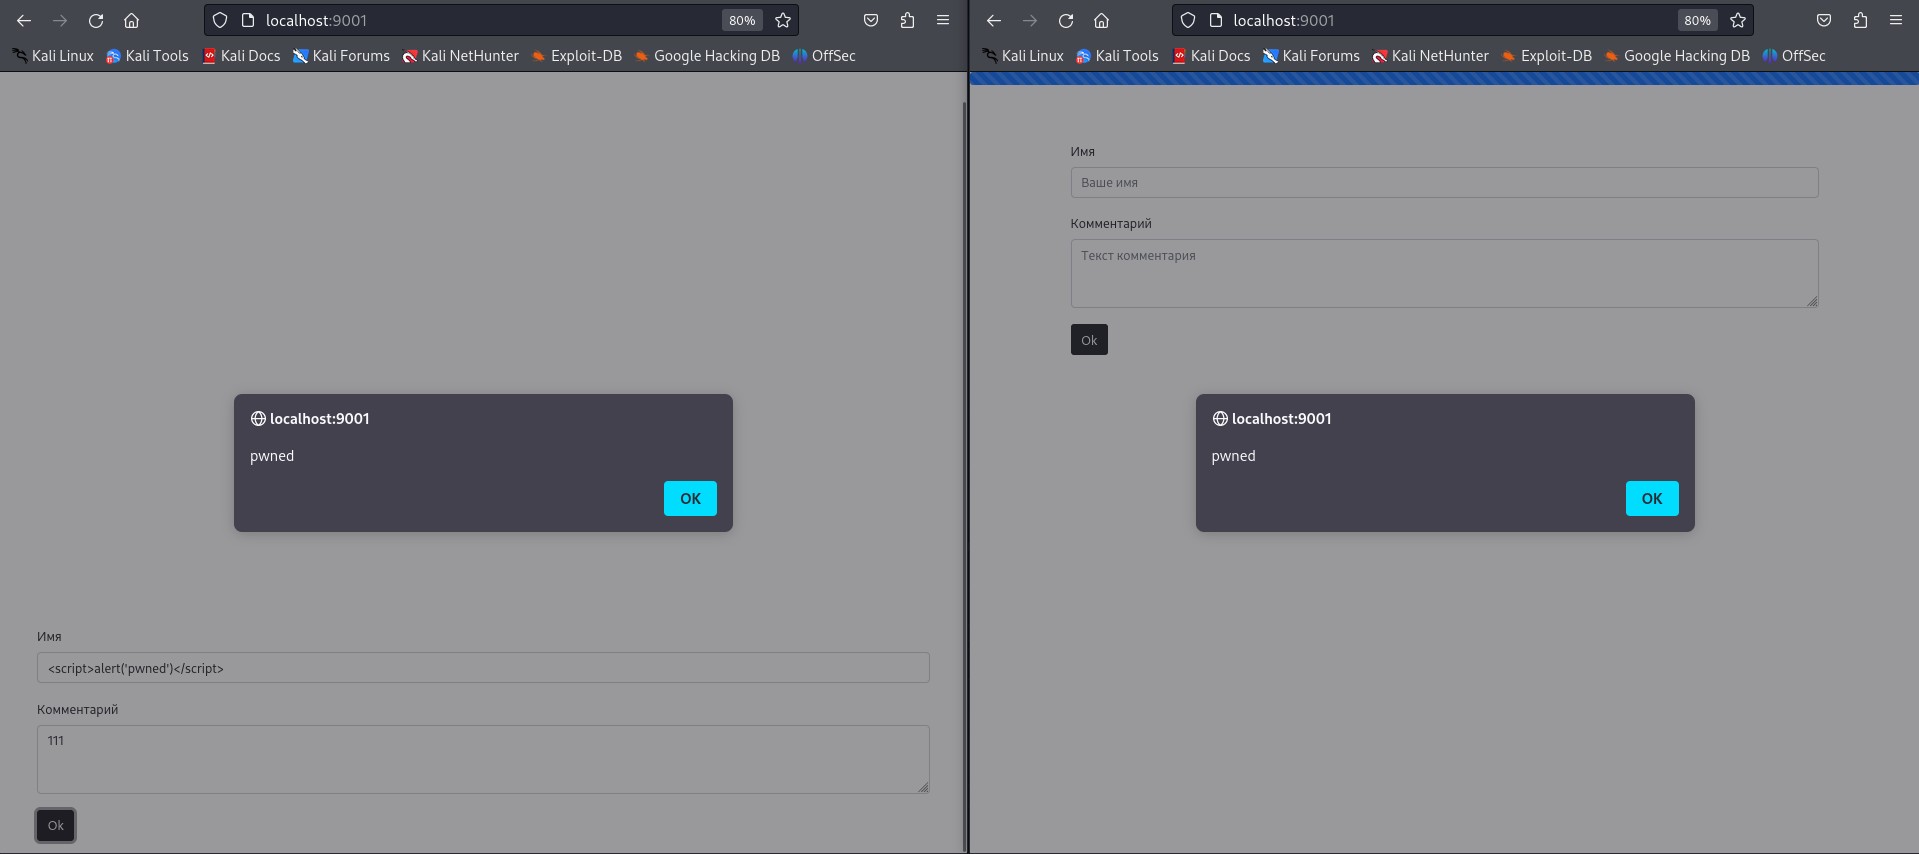 localhost:9001
80%
Kali Linux Kali Tools Kali Docs Kali Forums Kali NetHunter Exploit-DB Google Hacking DB OffSec
localhost:9001
pwned
OK
Имя
<script>alert('pwned')</script>
Комментарий
111
Ok
localhost:9001
80%
Kali Linux Kali Tools Kali Docs Kali Forums Kali NetHunter Exploit-DB Google Hacking DB OffSec
Имя
Ваше имя
Комментарий
Текст комментария
Ok
localhost:9001
pwned
OK